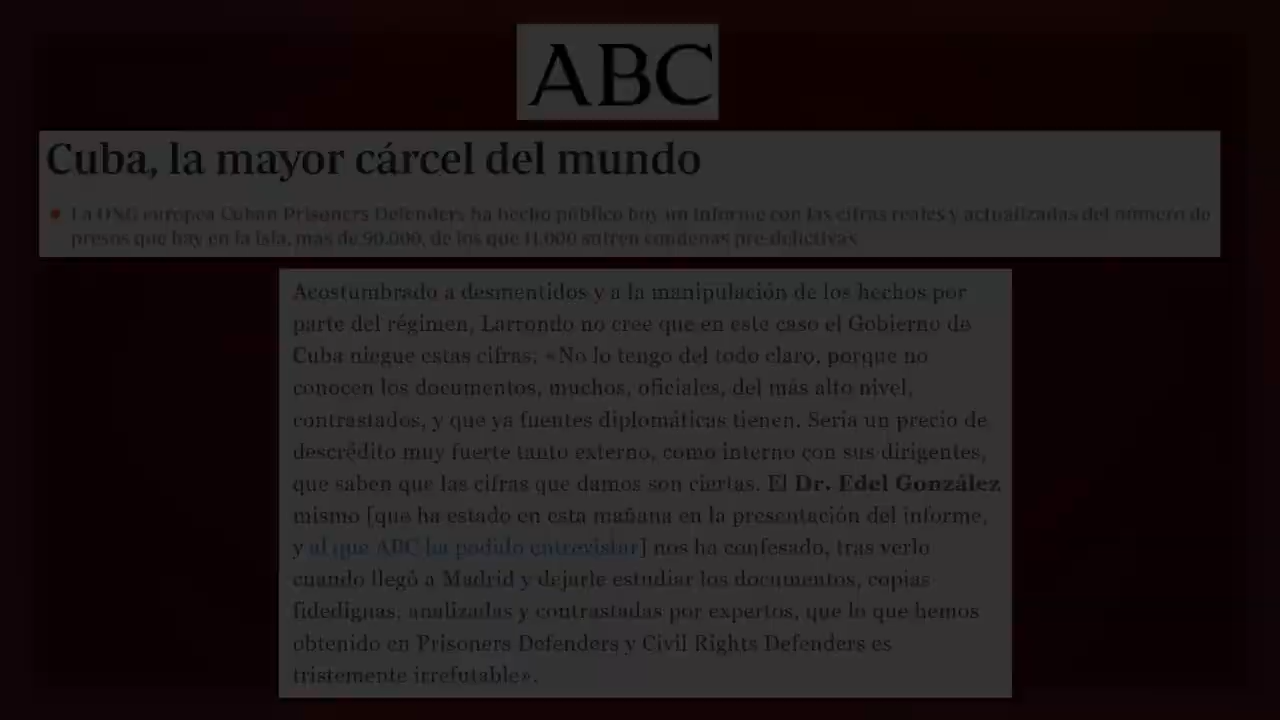 ABC
Cuba, la mayor cárcel del mundo
La ONG europea Cuban Prisoners Defenders ha hecho público hoy un informe con las cifras reales y actualizadas del número de
presos que hay en la Isla, más de 90.000, de los que 11.000 sufren condenas pre-delictivas
Acostumbrado a desmentidos y a la manipulación de los hechos por
parte del régimen, Larrondo no cree que en este caso el Gobierno de
Cuba niegue estas cifras: «No lo tengo del todo claro, porque no
conocen los documentos, muchos, oficiales, del más alto nivel,
contrastados, y que ya fuentes diplomáticas tienen. Sería un precio de
descrédito muy fuerte tanto externo, como interno con sus dirigentes,
que saben que las cifras que damos son ciertas. El Dr. Edel González
mismo [que ha estado en esta mañana en la presentación del informe,
y al que ABC ha podido entrevistar] nos ha confesado, tras verlo
cuando llegó a Madrid y dejarle estudiar los documentos, copias
fidedignas, analizadas y contrastadas por expertos, que lo que hemos
obtenido en Prisoners Defenders y Civil Rights Defenders es
tristemente irrefutable».